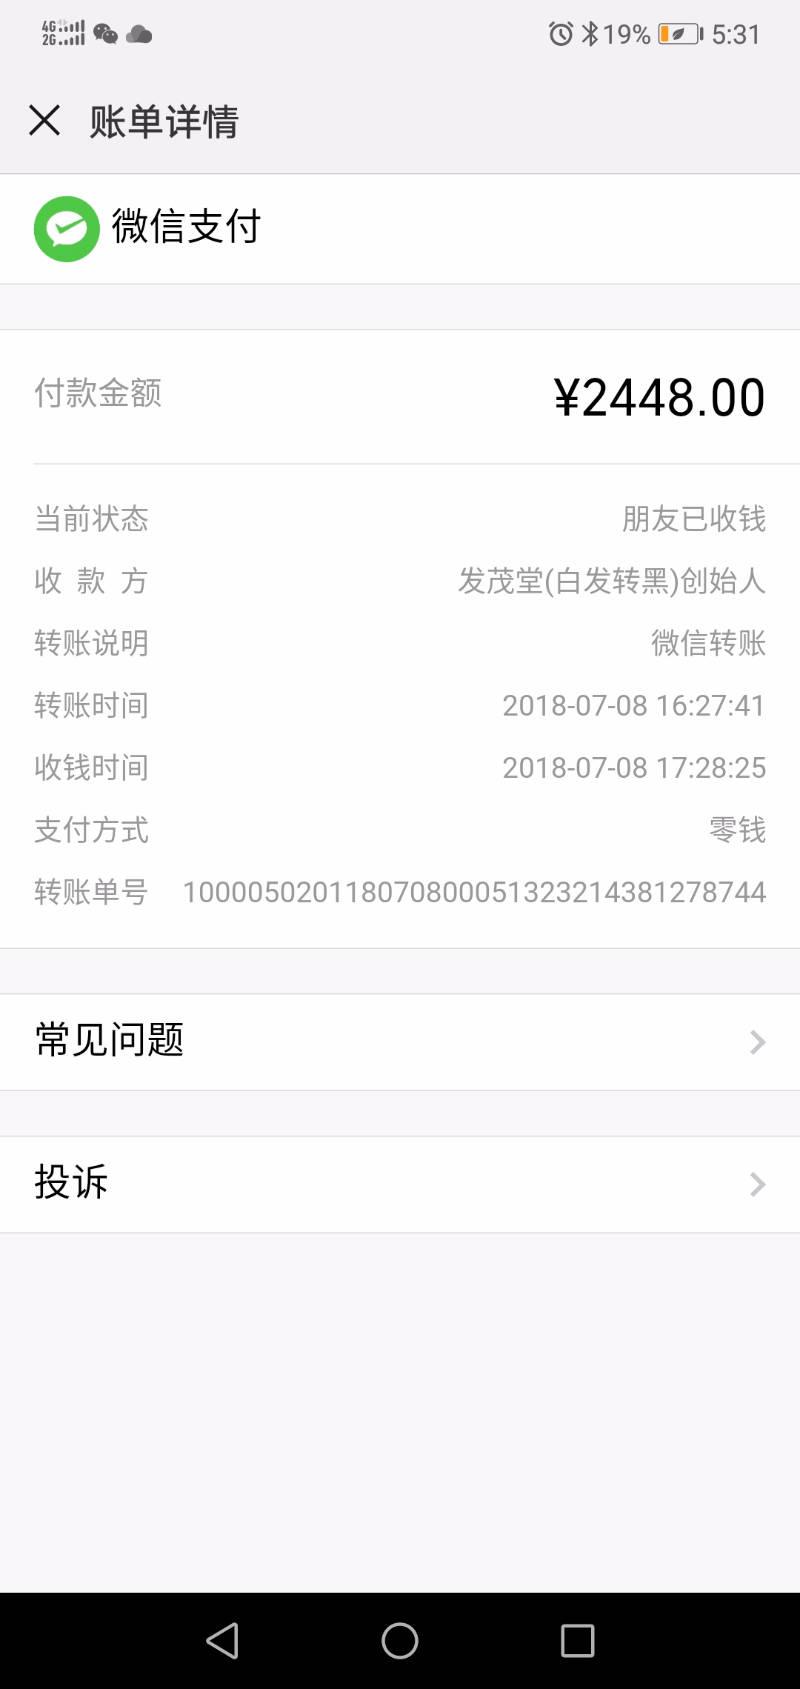 4G
2G 19% 5:31
账单详情
微信支付
付款金额 ¥2448.00
当前状态 朋友已收钱
收款方 发茂堂(白发转黑)创始人
转账说明 微信转账
转账时间 2018-07-08 16:27:41
收钱时间 2018-07-08 17:28:25
支付方式 零钱
转账单号 1000050201180708000513232143812​78744
常见问题
投诉